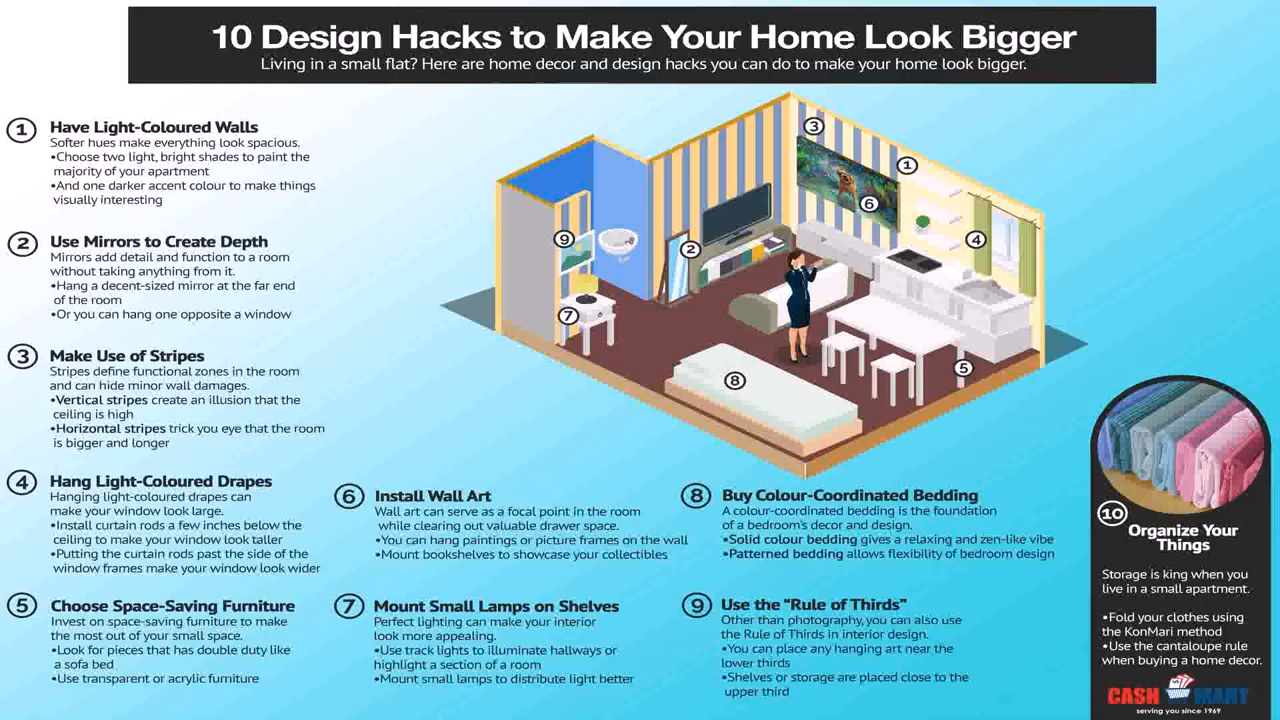 10 Design Hacks to Make Your Home Look Bigger
Living in a small flat? Here are home decor and design hacks you can do to make your home look bigger.
1 Have Light-Coloured Walls
Softer hues make everything look spacious.
•Choose two light, bright shades to paint the
majority of your apartment
•And one darker accent colour to make things
visually interesting
2 Use Mirrors to Create Depth
Mirrors add detail and function to a room
without taking anything from it.
•Hang a decent-sized mirror at the far end
of the room
•Or you can hang one opposite a window
3 Make Use of Stripes
Stripes define functional zones in the room
and can hide minor wall damages.
•Vertical stripes create an illusion that the
ceiling is high
•Horizontal stripes trick you eye that the room
is bigger and longer
4 Hang Light-Coloured Drapes
Hanging light-coloured drapes can
make your window look large.
•Install curtain rods a few inches below the
ceiling to make your window look taller
•Putting the curtain rods past the side of the
window frames make your window look wider
5 Choose Space-Saving Furniture
Invest on space-saving furniture to make
the most out of your small space.
•Look for pieces that has double duty like
a sofa bed
•Use transparent or acrylic furniture
3
1
6
9
2
4
7
8
5
6 Install Wall Art
Wall art can serve as a focal point in the room
while clearing out valuable drawer space.
•You can hang paintings or picture frames on the wall
•Mount bookshelves to showcase your collectibles
7 Mount Small Lamps on Shelves
Perfect lighting can make your interior
look more appealing.
•Use track lights to illuminate hallways or
highlight a section of a room
•Mount small lamps to distribute light better
8 Buy Colour-Coordinated Bedding
A colour-coordinated bedding is the foundation
of a bedroom's decor and design.
•Solid colour bedding gives a relaxing and zen-like vibe
•Patterned bedding allows flexibility of bedroom design
9 Use the "Rule of Thirds"
Other than photography, you can also use
the Rule of Thirds in interior design.
•You can place any hanging art near the
lower thirds
•Shelves or storage are placed close to the
upper third
10
Organize Your
Things
Storage is king when you
live in a small apartment.
•Fold your clothes using
the KonMari method
•Use the cantaloupe rule
when buying a home decor.
CASH MART
serving you since 1969